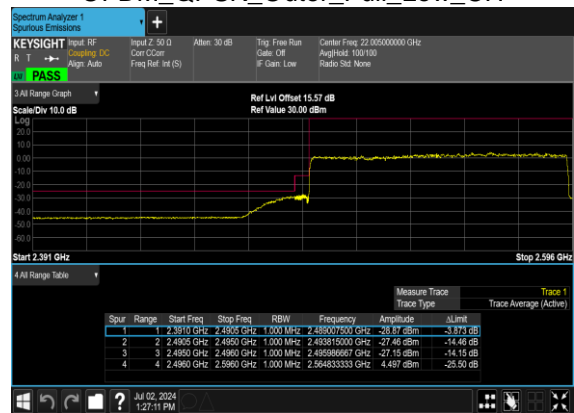 Spectrum Analyzer 1
Spurious Emissions
+
KEYSIGHT Input: RF Input Z: 50 Ω Atten: 30 dB Trig: Free Run Center Freq: 22.005000000 GHz
R T Coupling: DC Corr CCorr Gate: Off Avg|Hold: 100/100
Align: Auto Freq Ref: Int (S) IF Gain: Low Radio Std: None
PASS
3 All Range Graph
Ref Lvl Offset 15.57 dB
Scale/Div 10.0 dB Ref Value 30.00 dBm
Log
20.0
10.0
0.00
-10.0
-20.0
-30.0
-40.0
-50.0
-60.0
Start 2.391 GHz Stop 2.596 GHz
4 All Range Table
Measure Trace Trace 1
Trace Type Trace Average (Active)
Spur Range Start Freq Stop Freq RBW Frequency Amplitude ΔLimit
1 1 2.3910 GHz 2.4905 GHz 1.000 MHz 2.489007500 GHz -28.87 dBm -3.873 dB
2 2 2.4905 GHz 2.4950 GHz 1.000 MHz 2.493815000 GHz -27.46 dBm -14.46 dB
3 3 2.4950 GHz 2.4960 GHz 1.000 MHz 2.495986667 GHz -27.15 dBm -14.15 dB
4 4 2.4960 GHz 2.5960 GHz 1.000 MHz 2.564833333 GHz 4.497 dBm -25.50 dB
? Jul 02, 2024
1:27:11 PM